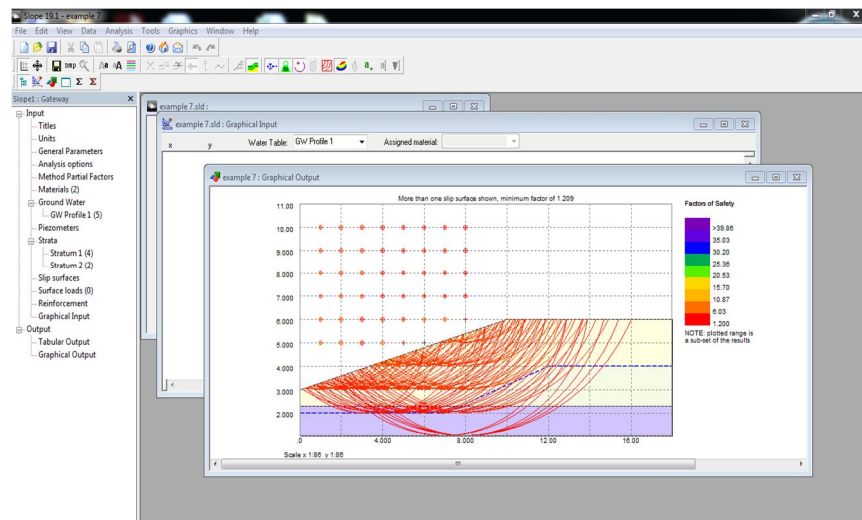 Slope 19.1 - example 7
File Edit View Data Analysis Tools Graphics Window Help
bmp Aa aA a+ a|
Σ Σ
Slope1 : Gateway x
Input
Titles
Units
General Parameters
Analysis options
Method Partial Factors
Materials (2)
Ground Water
GW Profile 1 (5)
Piezometers
Strata
Stratum 1 (4)
Stratum 2 (2)
Slip surfaces
Surface loads (0)
Reinforcement
Graphical Input
Output
Tabular Output
Graphical Output
example 7.sld :
example 7.sld : Graphical Input
x y Water Table: GW Profile 1 Assigned material:
example 7 : Graphical Output
More than one slip surface shown, minimum factor of 1.209
11.00
10.00
9.000
8.000
7.000
6.000
5.000
4.000
3.000
2.000
.0 4.000 8.000 12.00 16.00
Scale x 1:86 y 1:86
Factors of Safety
>39.86
35.03
30.20
25.36
20.53
15.70
10.87
6.03
1.200
NOTE: plotted range is
a sub-set of the results